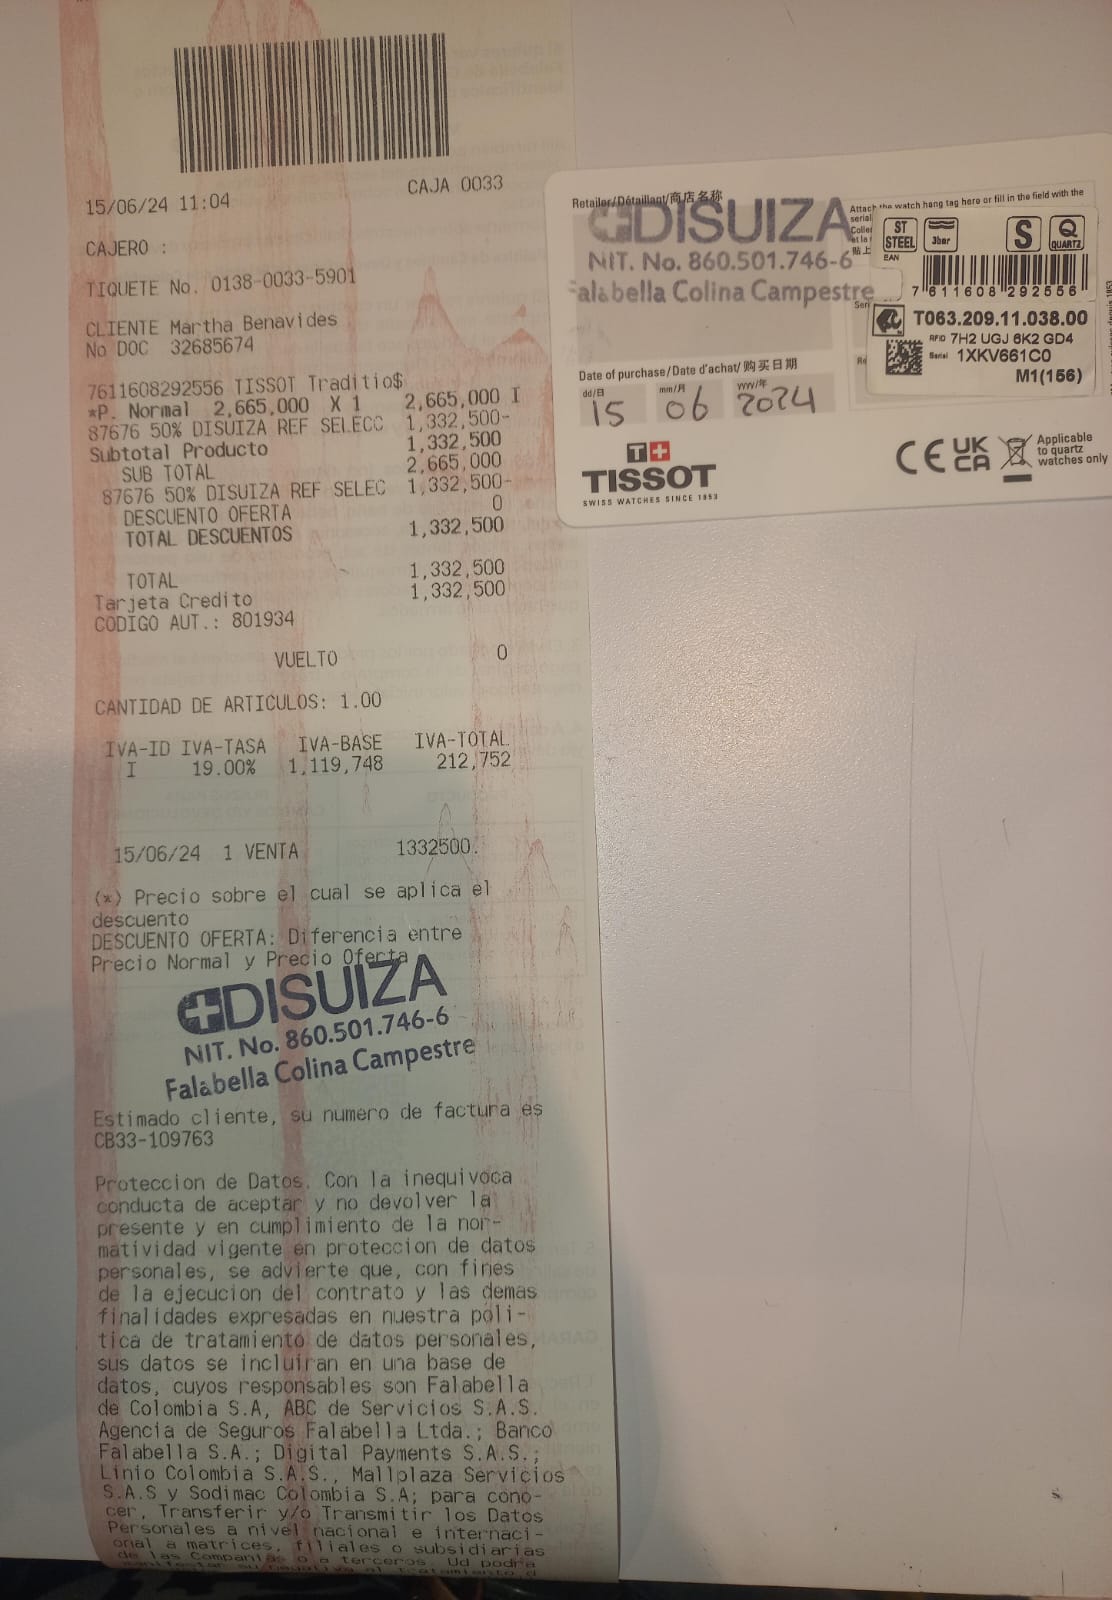 15/06/24 11:04 CAJA 0033
CAJERO :
TIQUETE No. 0138-0033-5901
CLIENTE Martha Benavides
No DOC 32685674
7611608292556 TISSOT Traditio$
*P. Normal 2,665,000 X 1 2,665,000 I
87676 50% DISUIZA REF SELECC 1,332,500-
Subtotal Producto 1,332,500
SUB TOTAL 2,665,000
87676 50% DISUIZA REF SELEC 1,332,500-
DESCUENTO OFERTA 0
TOTAL DESCUENTOS 1,332,500
TOTAL 1,332,500
Tarjeta Credito 1,332,500
CODIGO AUT.: 801934
VUELTO 0
CANTIDAD DE ARTICULOS: 1.00
IVA-ID IVA-TASA IVA-BASE IVA-TOTAL
I 19.00% 1,119,748 212,752
15/06/24 1 VENTA 1332500.
(*) Precio sobre el cual se aplica el
descuento
DESCUENTO OFERTA: Diferencia entre
Precio Normal y Precio Oferta
DISUIZA
NIT. No. 860.501.746-6
Falabella Colina Campestre
Estimado cliente, su numero de factura es
CB33-109763
Proteccion de Datos. Con la inequivoca
conducta de aceptar y no devolver la
presente y en cumplimiento de la nor-
matividad vigente en proteccion de datos
personales, se advierte que, con fines
de la ejecucion del contrato y las demas
finalidades expresadas en nuestra poli-
tica de tratamiento de datos personales,
sus datos se incluiran en una base de
datos, cuyos responsables son Falabella
de Colombia S.A, ABC de Servicios S.A.S.
Agencia de Seguros Falabella Ltda.; Banco
Falabella S.A.; Digital Payments S.A.S.;
Linio Colombia S.A.S., Mallplaza Servicios
S.A.S y Sodimac Colombia S.A; para cono-
cer, Transferir y/o Transmitir los Datos
Personales a nivel nacional e internaci-
onal a matrices, filiales o subsidiarias
de las Companias o a terceros. Ud podra
Retailer/Détaillant/商店名称
DISUIZA
NIT. No. 860.501.746-6
Falabella Colina Campestre
Attach the watch hang tag here or fill in the field with the
serial
ST STEEL 3bar S Q QUARTZ
EAN
7 611608 292556
T063.209.11.038.00
RFID 7H2 UGJ 6K2 GD4
Serial 1XKV661C0
M1(156)
Date of purchase/Date d'achat/购买日期
dd/日 mm/月 yyyy/年
15 06 2024
T+
TISSOT
SWISS WATCHES SINCE 1853
CE UK CA
Applicable
to quartz
watches only